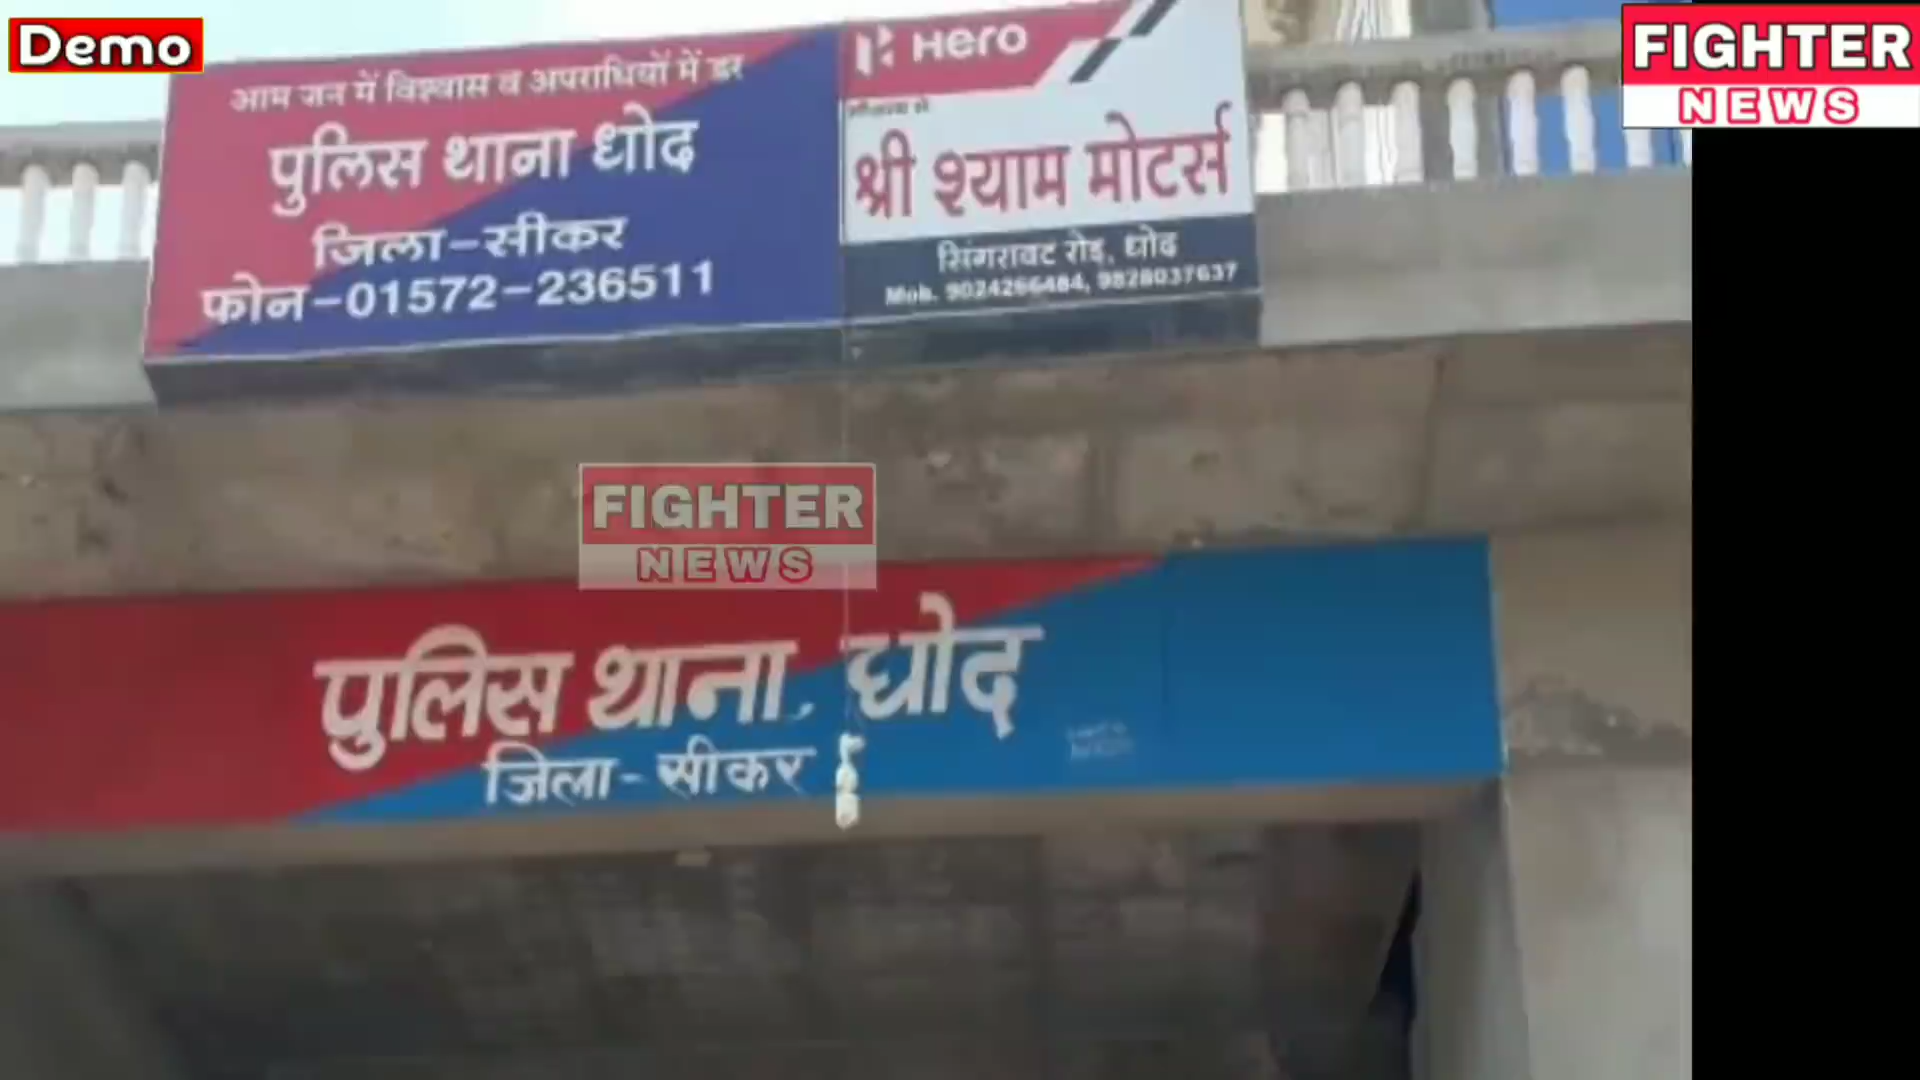 Demo
FIGHTER
NEWS
आम जन में विश्वास व अपराधियों में डर
पुलिस थाना धोद
जिला-सीकर
फोन-01572-236511
Hero
श्री श्याम मोटर्स
सिंगरावट रोड, धोद
Mob. 9024266484, 9828037637
FIGHTER
NEWS
पुलिस थाना, धोद
जिला-सीकर